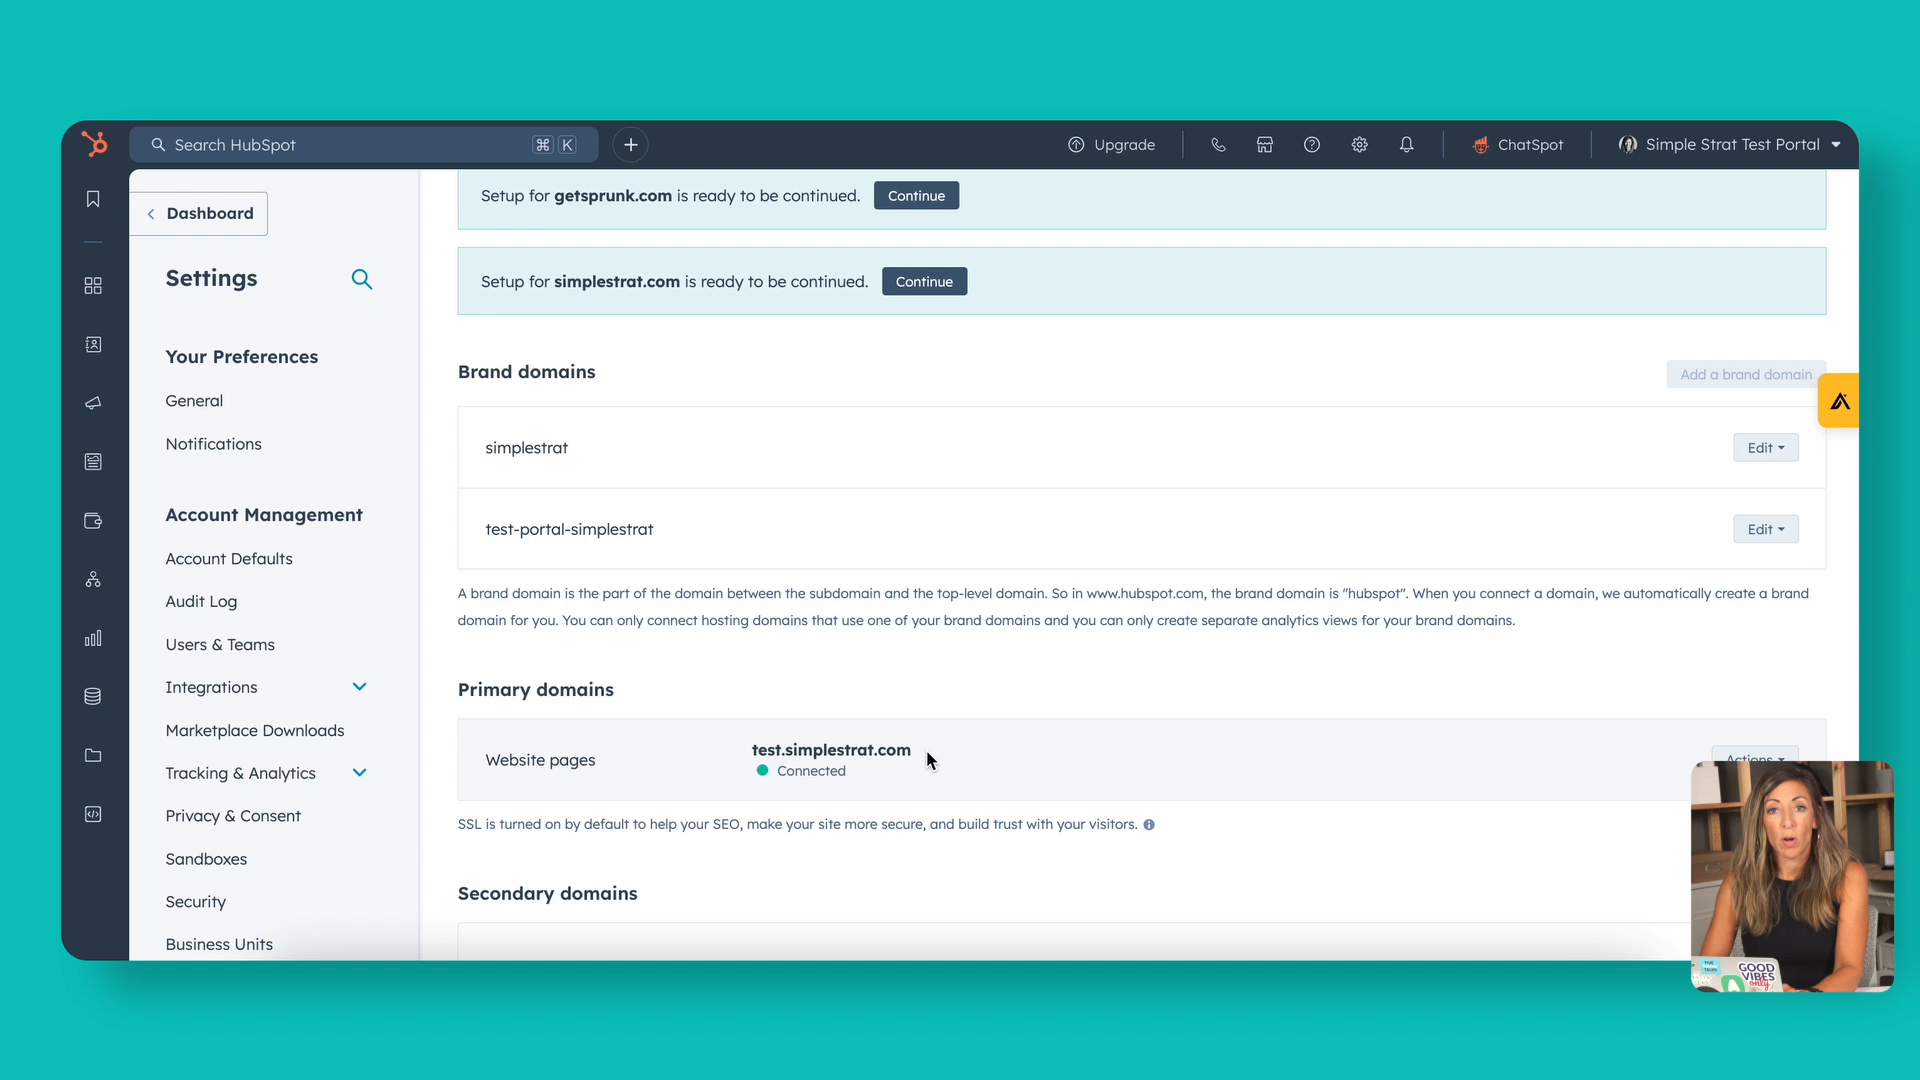 Search HubSpot
⌘ K
Upgrade
ChatSpot
Simple Strat Test Portal
Dashboard
Settings
Your Preferences
General
Notifications
Account Management
Account Defaults
Audit Log
Users & Teams
Integrations
Marketplace Downloads
Tracking & Analytics
Privacy & Consent
Sandboxes
Security
Business Units
Setup for getsprunk.com is ready to be continued. Continue
Setup for simplestrat.com is ready to be continued. Continue
Brand domains
Add a brand domain
simplestrat
Edit
test-portal-simplestrat
Edit
A brand domain is the part of the domain between the subdomain and the top-level domain. So in www.hubspot.com, the brand domain is "hubspot". When you connect a domain, we automatically create a brand
domain for you. You can only connect hosting domains that use one of your brand domains and you can only create separate analytics views for your brand domains.
Primary domains
Website pages
test.simplestrat.com
Connected
Actions
SSL is turned on by default to help your SEO, make your site more secure, and build trust with your visitors.
Secondary domains
GOOD
VIBES
only